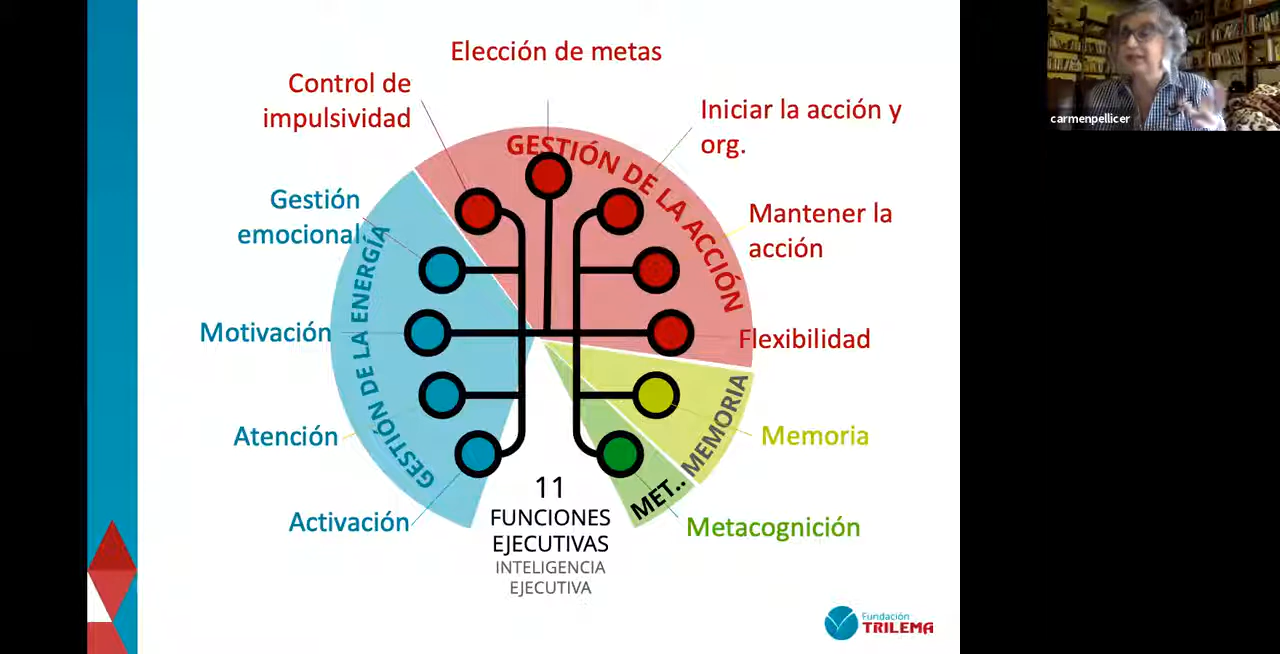 Elección de metas
Control de
impulsividad
Iniciar la acción y
org.
Gestión
emocional
Mantener la
acción
Motivación
Flexibilidad
Atención
Memoria
Activación
Metacognición
GESTIÓN DE LA ENERGÍA
GESTIÓN DE LA ACCIÓN
MEMORIA
MET..
11
FUNCIONES
EJECUTIVAS
INTELIGENCIA
EJECUTIVA
Fundación
TRILEMA
carmenpellicer